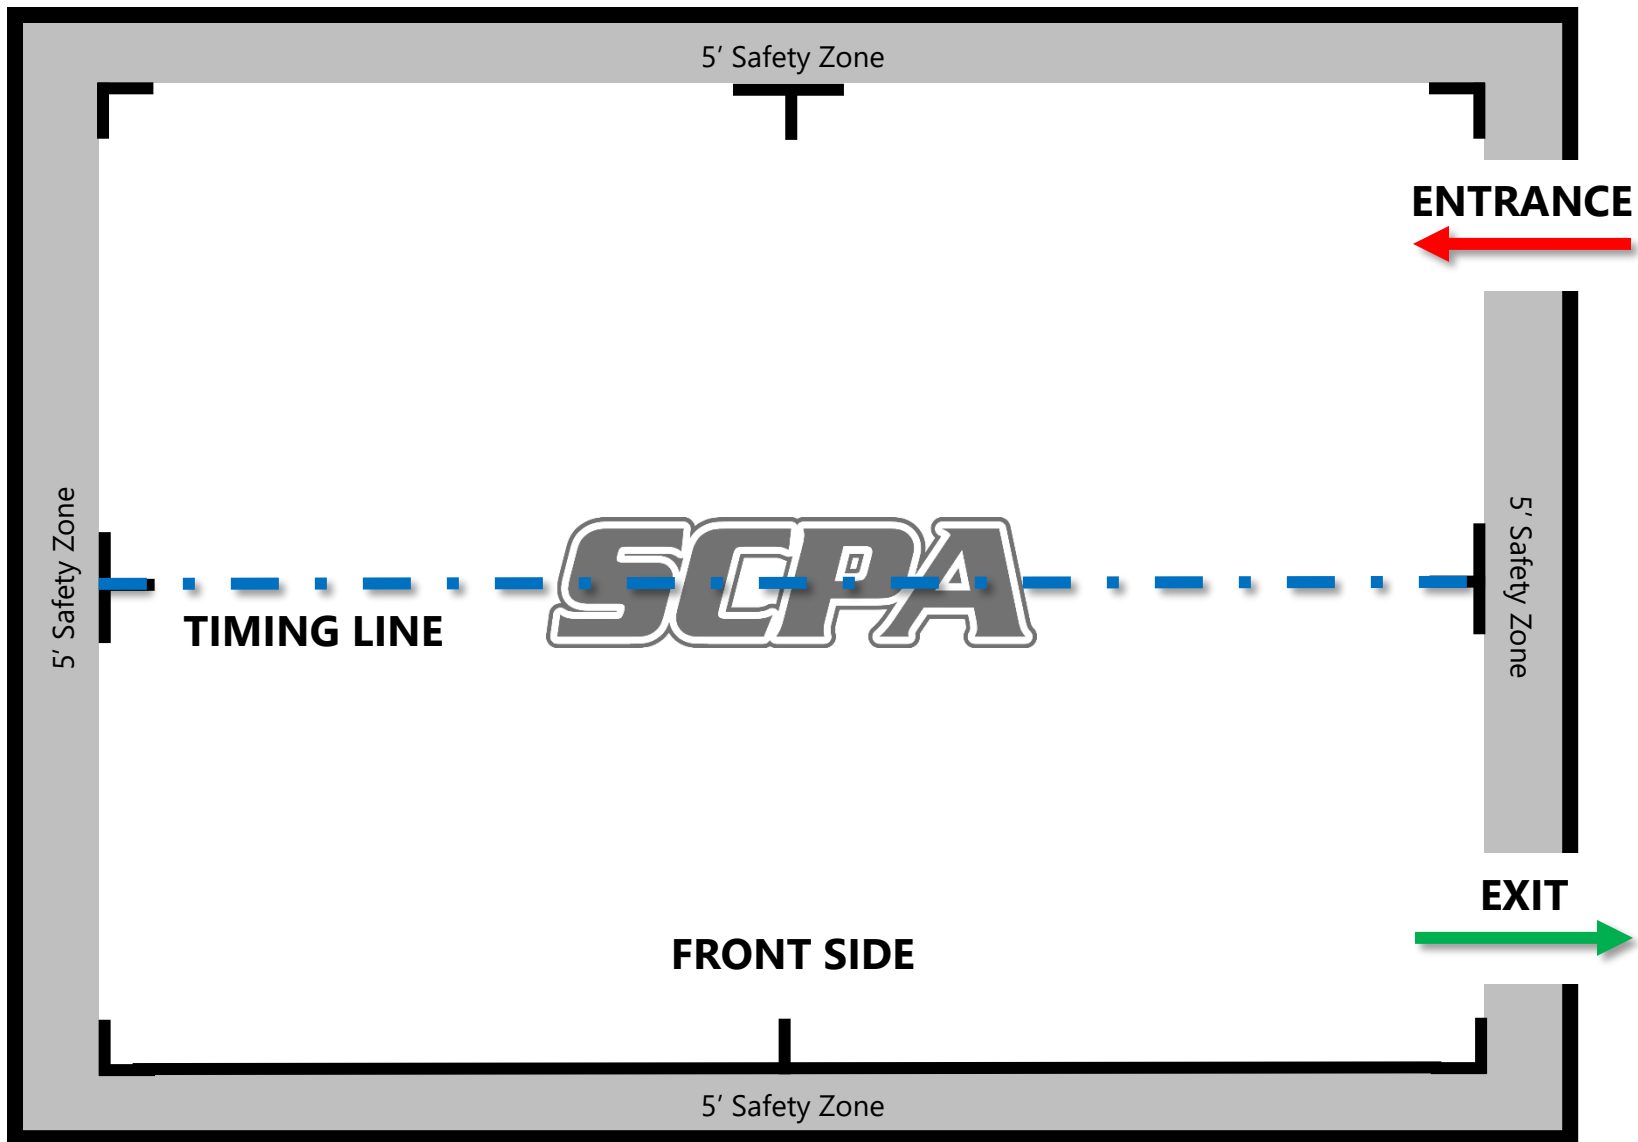 5’ Safety Zone
ENTRANCE
5’ Safety Zone
SCPA
5’ Safety Zone
TIMING LINE
EXIT
FRONT SIDE
5’ Safety Zone